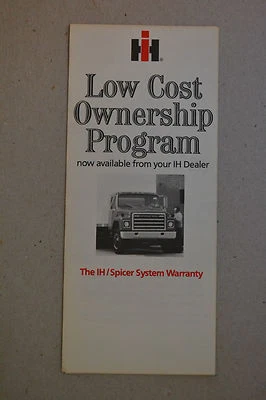 IH
Low Cost
Ownership
Program
now available from your IH Dealer
The IH/Spicer System Warranty